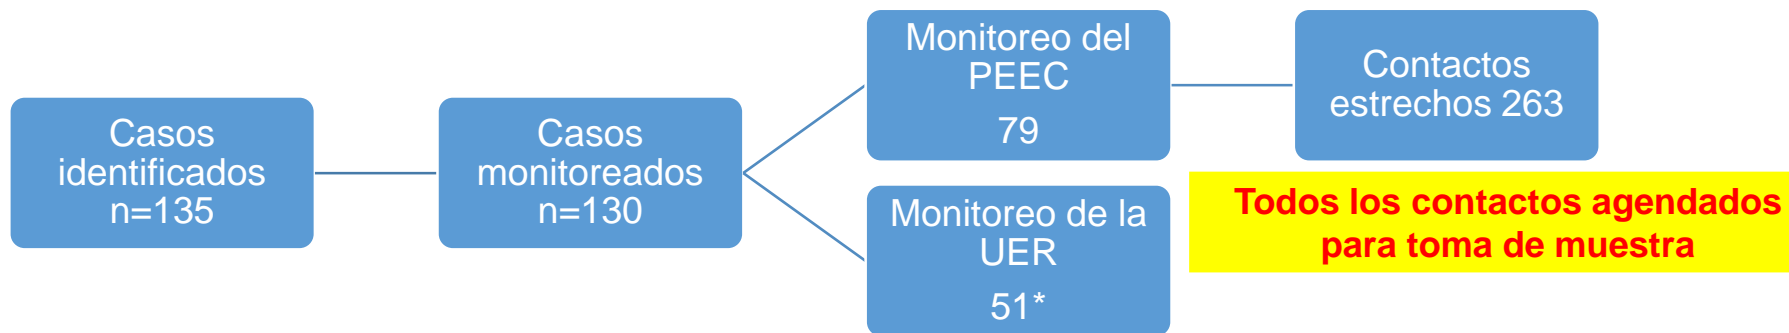 Casos
identificados
n=135
Casos
monitoreados
n=130
Monitoreo del
PEEC
79
Monitoreo de la
UER
51*
Contactos
estrechos 263
Todos los contactos agendados
para toma de muestra